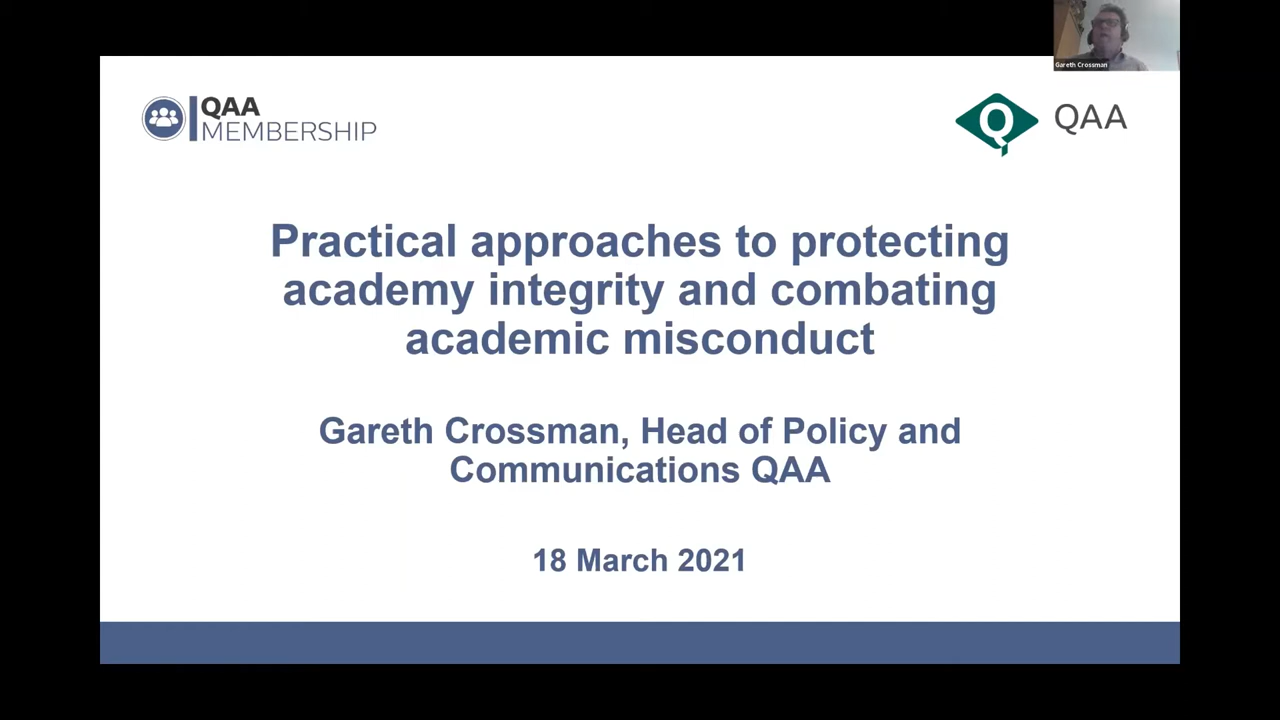 Gareth Crossman
QAA
MEMBERSHIP
Q
QAA
Practical approaches to protecting
academy integrity and combating
academic misconduct
Gareth Crossman, Head of Policy and
Communications QAA
18 March 2021